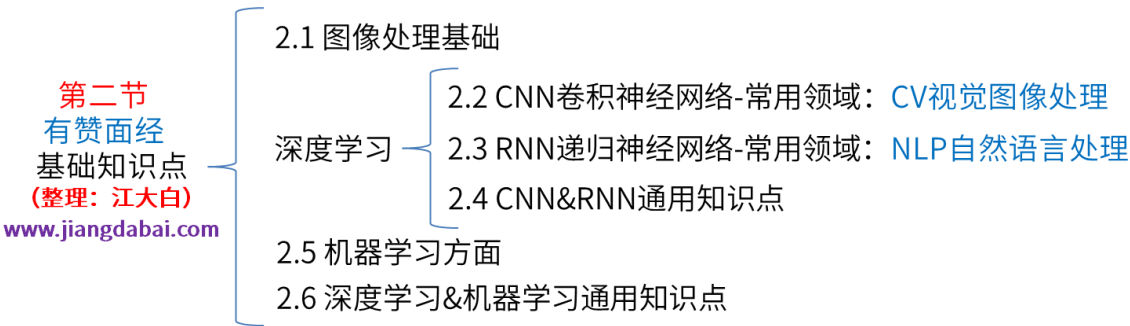 第二节
有赞面经
基础知识点
(整理：江大白)
www.jiangdabai.com
2.1 图像处理基础
深度学习
2.2 CNN卷积神经网络-常用领域：CV视觉图像处理
2.3 RNN递归神经网络-常用领域：NLP自然语言处理
2.4 CNN&RNN通用知识点
2.5 机器学习方面
2.6 深度学习&机器学习通用知识点